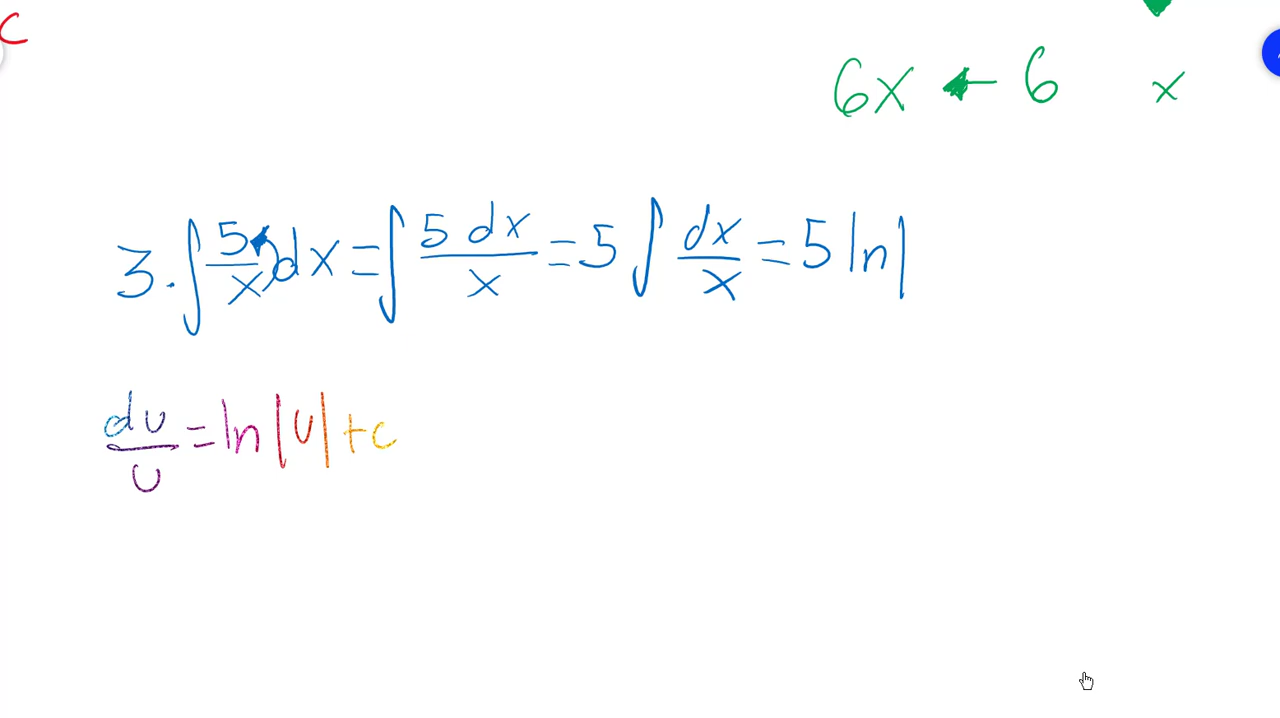 C
6x ← 6 x
3. ∫ 5/x dx = ∫ 5 dx/x = 5 ∫ dx/x = 5 ln|
du/u = ln|u| + c